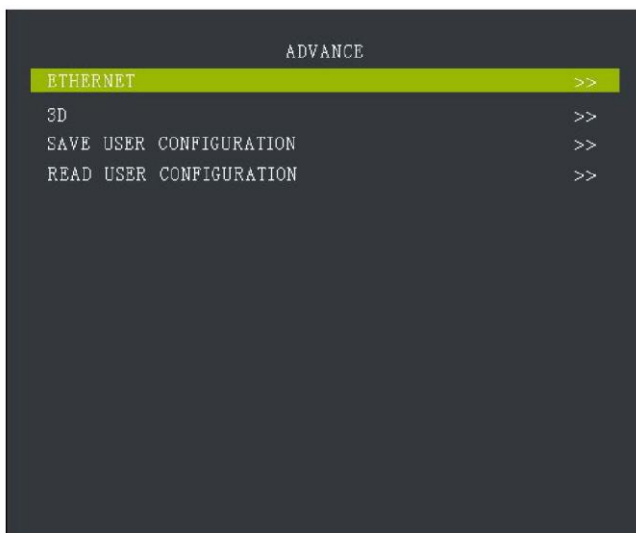 ADVANCE
ETHERNET >>
3D >>
SAVE USER CONFIGURATION >>
READ USER CONFIGURATION >>